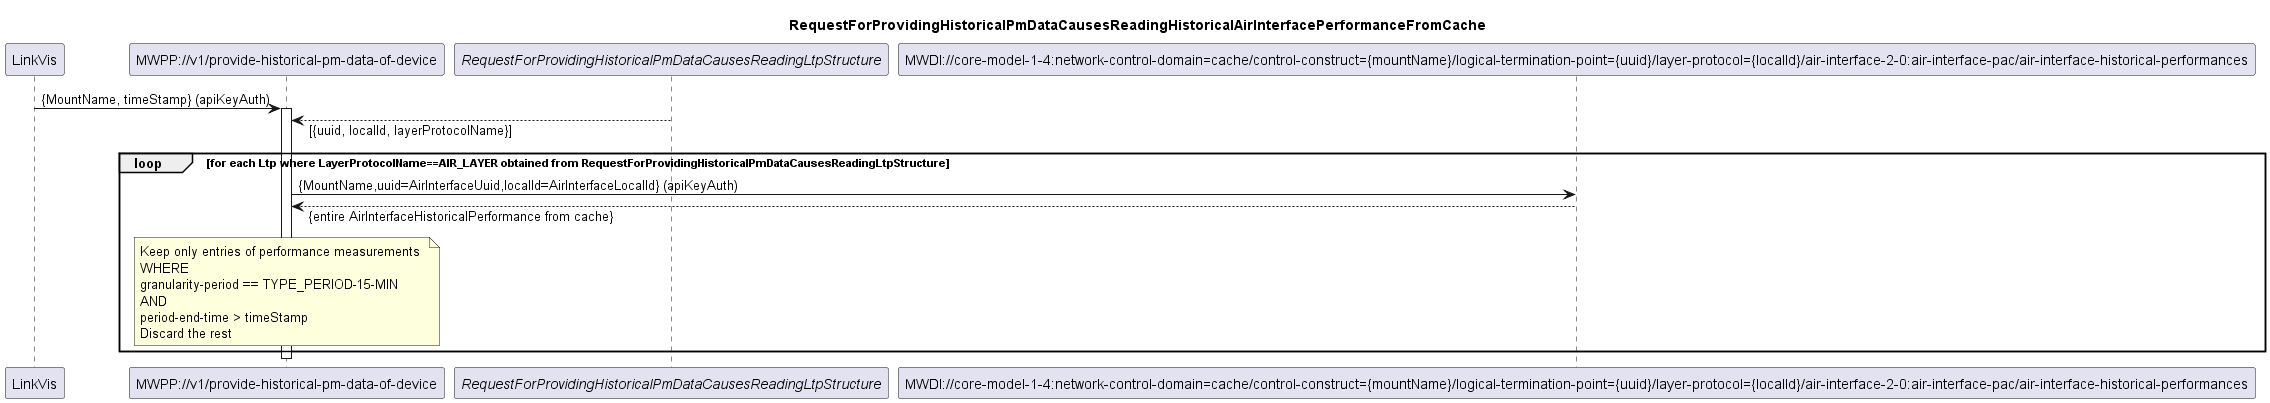 RequestForProvidingHistoricalPmDataCausesReadingHistoricalAirInterfacePerformanceFromCache
LinkVis
MWPP://v1/provide-historical-pm-data-of-device
RequestForProvidingHistoricalPmDataCausesReadingLtpStructure
MWDI://core-model-1-4:network-control-domain=cache/control-construct={mountName}/logical-termination-point={uuid}/layer-protocol={localId}/air-interface-2-0:air-interface-pac/air-interface-historical-performances
{MountName, timeStamp} (apiKeyAuth)
[{uuid, localId, layerProtocolName}]
loop
[for each Ltp where LayerProtocolName==AIR_LAYER obtained from RequestForProvidingHistoricalPmDataCausesReadingLtpStructure]
{MountName,uuid=AirInterfaceUuid,localId=AirInterfaceLocalId} (apiKeyAuth)
{entire AirInterfaceHistoricalPerformance from cache}
Keep only entries of performance measurements
WHERE
granularity-period == TYPE_PERIOD-15-MIN
AND
period-end-time > timeStamp
Discard the rest
LinkVis
MWPP://v1/provide-historical-pm-data-of-device
RequestForProvidingHistoricalPmDataCausesReadingLtpStructure
MWDI://core-model-1-4:network-control-domain=cache/control-construct={mountName}/logical-termination-point={uuid}/layer-protocol={localId}/air-interface-2-0:air-interface-pac/air-interface-historical-performances